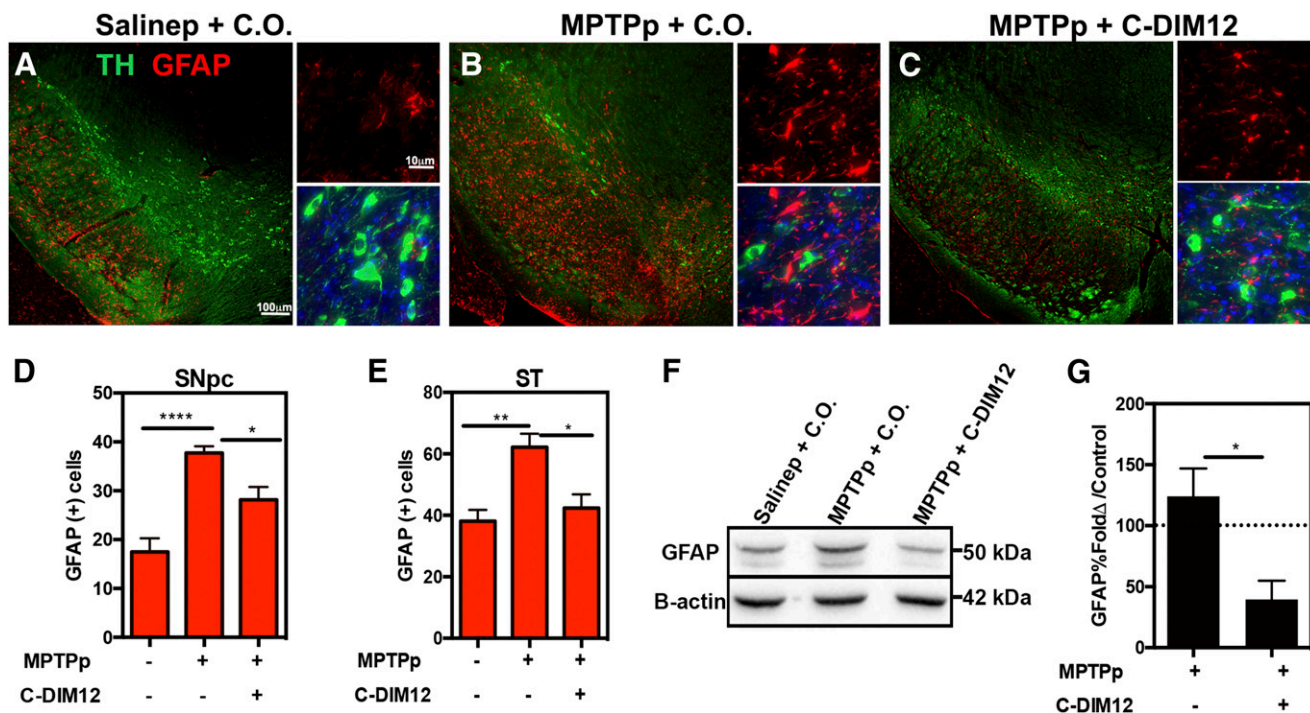 Salinep + C.O. MPTPp + C.O. MPTPp + C-DIM12
A TH GFAP B C
10μm
100μm
D SNpc
GFAP (+) cells
50
40
30
20
10
0
**** *
MPTPp - + +
C-DIM12 - - +
E ST
GFAP (+) cells
80
60
40
20
0
** *
MPTPp - + +
C-DIM12 - - +
F
Salinep + C.O.
MPTPp + C.O.
MPTPp + C-DIM12
GFAP 50 kDa
B-actin 42 kDa
G
GFAP%FoldΔ/Control
200
150
100
50
0
*
MPTPp + +
C-DIM12 - +